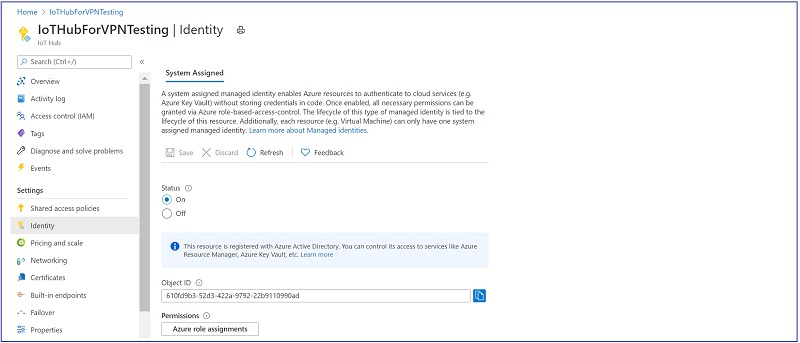 Home > IoTHubForVPNTesting
IoTHubForVPNTesting | Identity
IoT Hub
Search (Ctrl+/)
Overview
Activity log
Access control (IAM)
Tags
Diagnose and solve problems
Events
Settings
Shared access policies
Identity
Pricing and scale
Networking
Certificates
Built-in endpoints
Failover
Properties
System Assigned
A system assigned managed identity enables Azure resources to authenticate to cloud services (e.g.
Azure Key Vault) without storing credentials in code. Once enabled, all necessary permissions can be
granted via Azure role-based-access-control. The lifecycle of this type of managed identity is tied to the
lifecycle of this resource. Additionally, each resource (e.g. Virtual Machine) can only have one system
assigned managed identity. Learn more about Managed identities.
Save Discard Refresh Feedback
Status
On
Off
This resource is registered with Azure Active Directory. You can control its access to services like Azure
Resource Manager, Azure Key Vault, etc. Learn more
Object ID
610fd9b3-52d3-422a-9792-22b9110990ad
Permissions
Azure role assignments